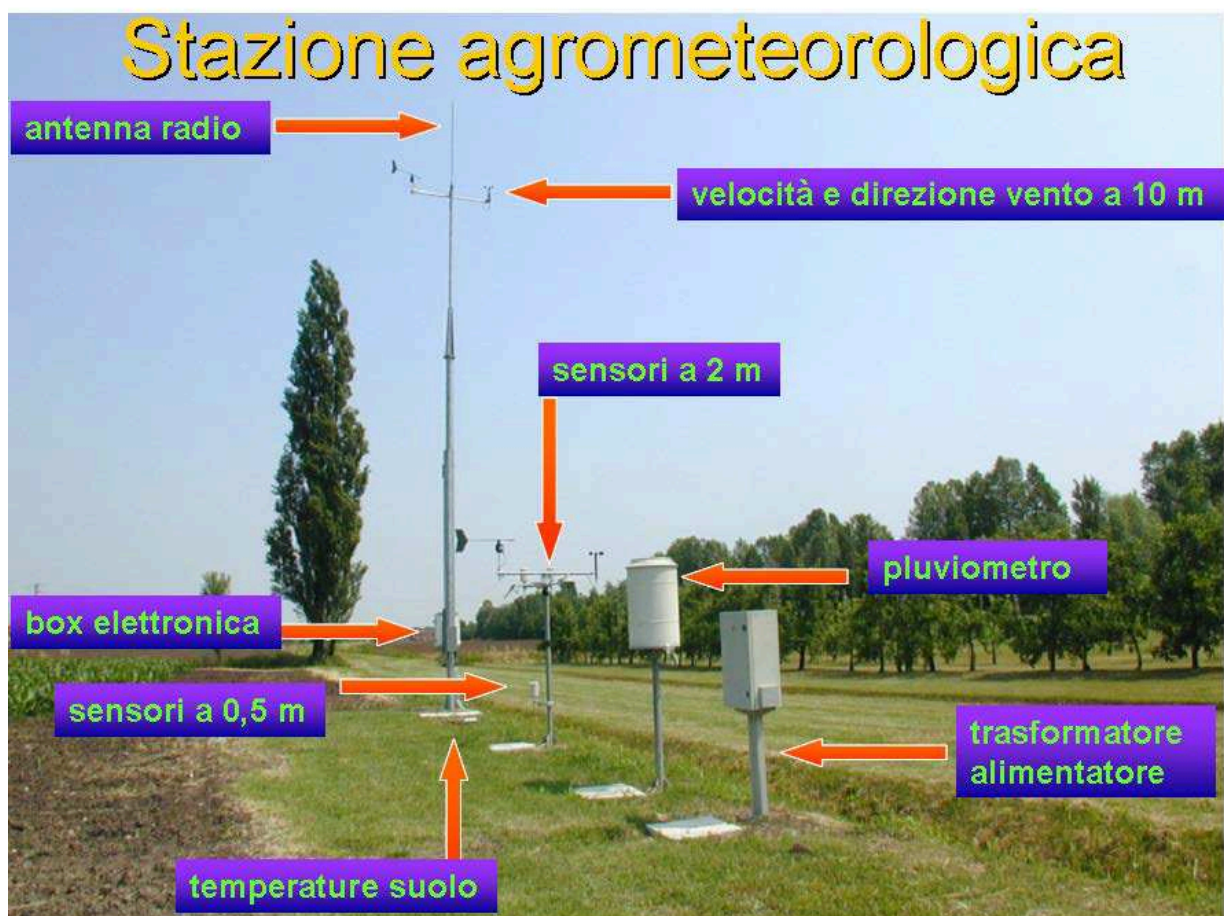 Stazione agrometeorologica
antenna radio
velocità e direzione vento a 10 m
sensori a 2 m
pluviometro
box elettronica
sensori a 0,5 m
trasformatore
alimentatore
temperature suolo